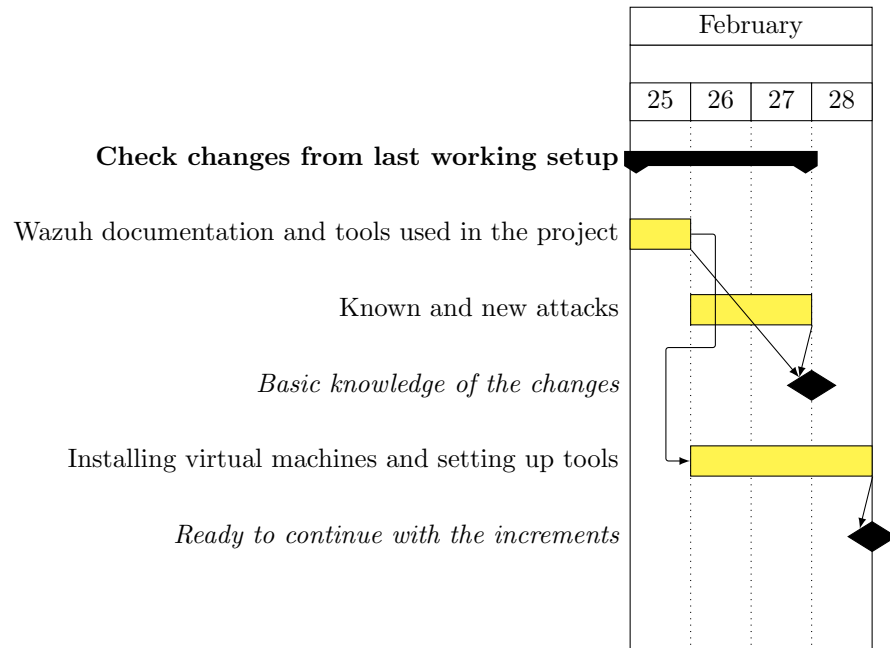 February
25 26 27 28
Check changes from last working setup
Wazuh documentation and tools used in the project
Known and new attacks
Basic knowledge of the changes
Installing virtual machines and setting up tools
Ready to continue with the increments